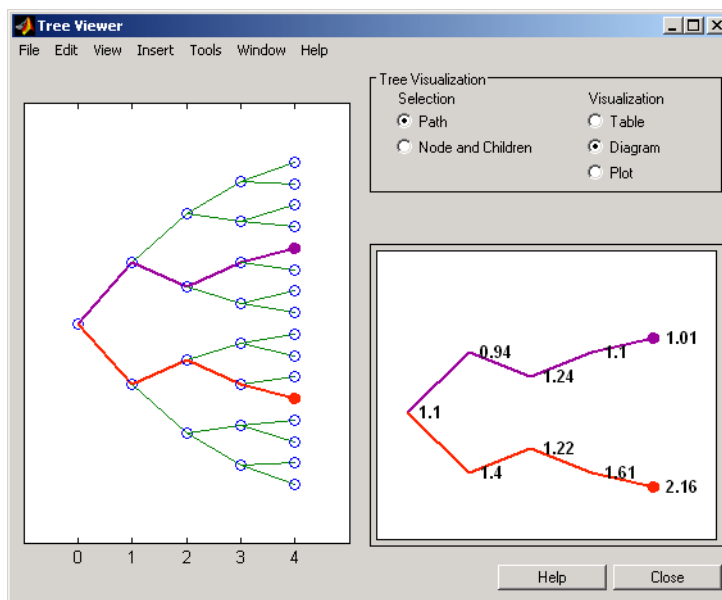 Tree Viewer
File Edit View Insert Tools Window Help
Tree Visualization
Selection
Visualization
Path
Table
Node and Children
Diagram
Plot
0.94
1.1
1.01
1.24
1.1
1.22
1.4
1.61
2.16
0 1 2 3 4
Help
Close